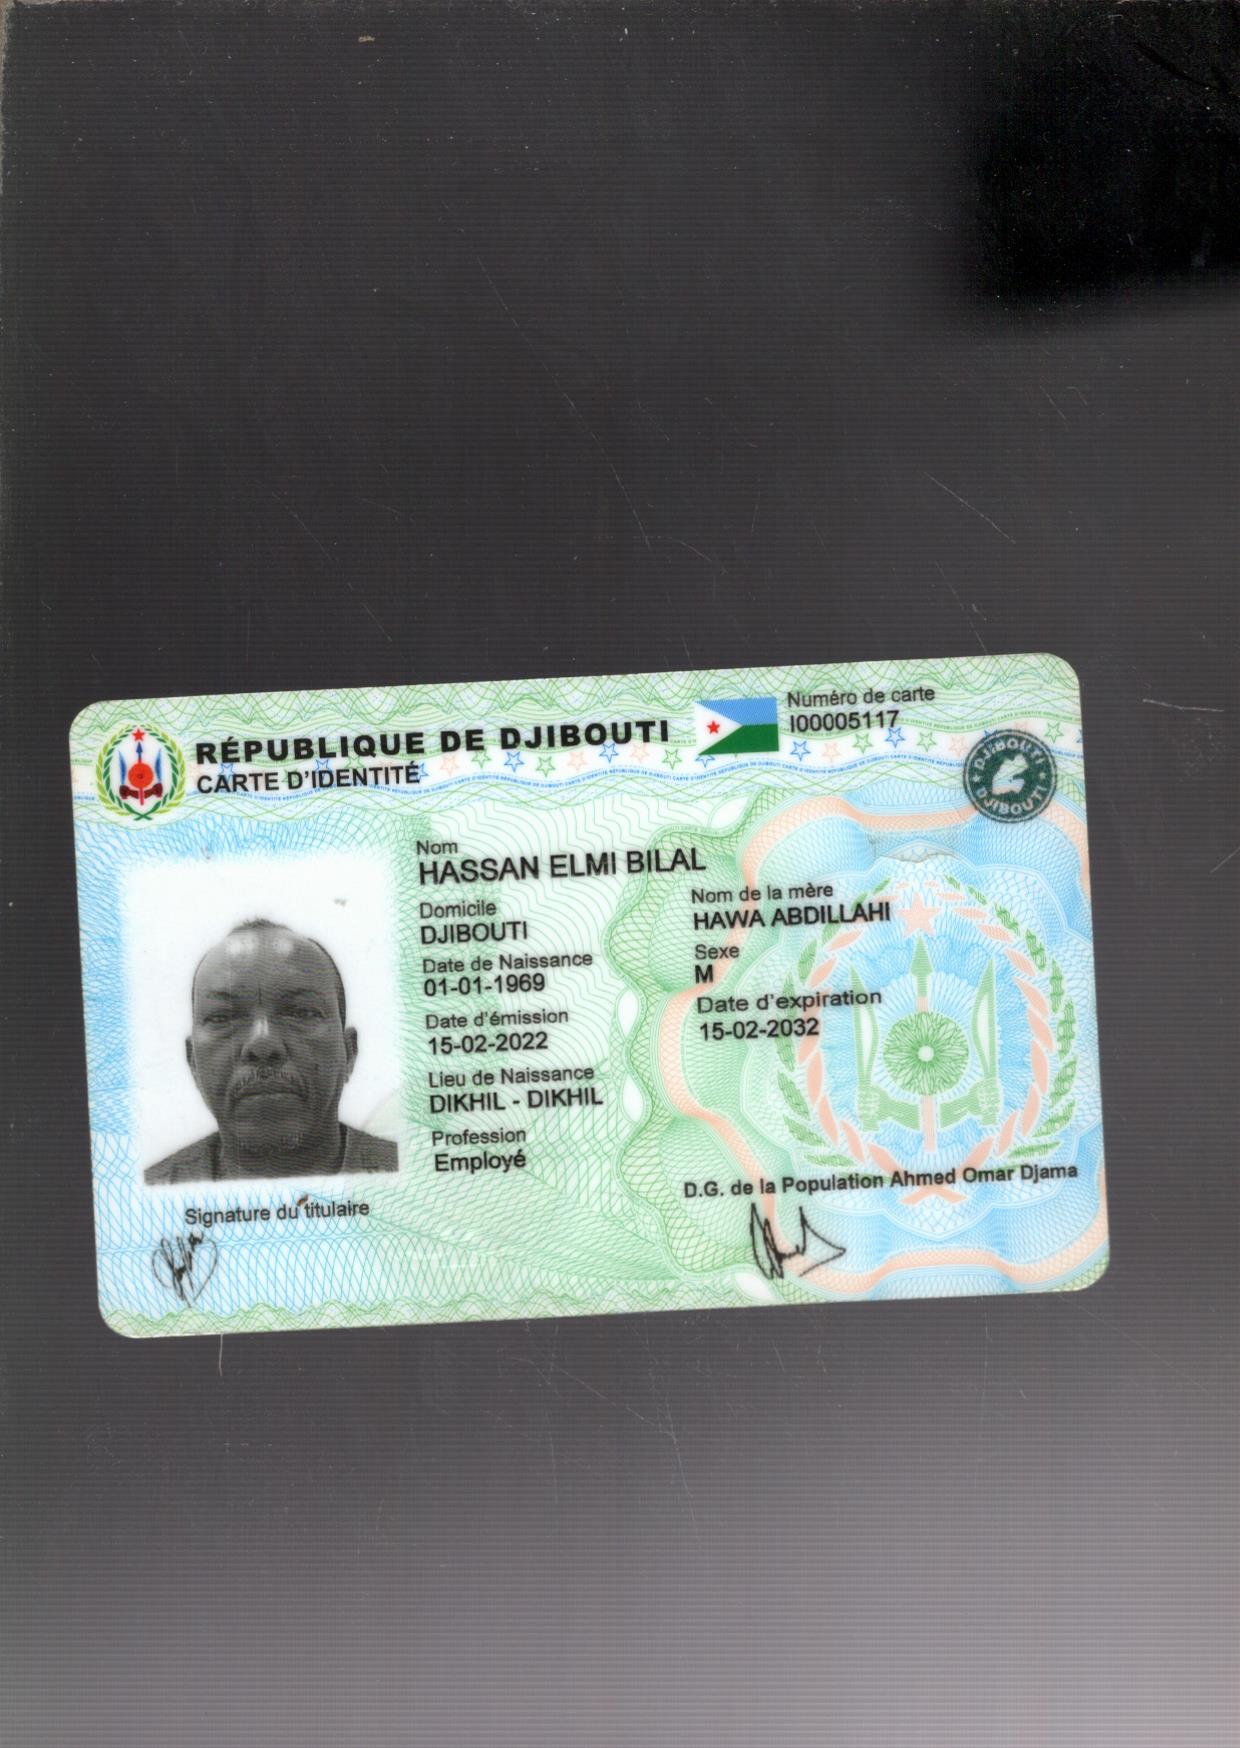 RÉPUBLIQUE DE DJIBOUTI
CARTE D'IDENTITÉ
Numéro de carte
I00005117
DJIBOUTI
DJIBOUTI
Nom
HASSAN ELMI BILAL
Domicile
DJIBOUTI
Date de Naissance
01-01-1969
Date d'émission
15-02-2022
Lieu de Naissance
DIKHIL - DIKHIL
Profession
Employé
Nom de la mère
HAWA ABDILLAHI
Sexe
M
Date d'expiration
15-02-2032
D.G. de la Population Ahmed Omar Djama
Signature du titulaire